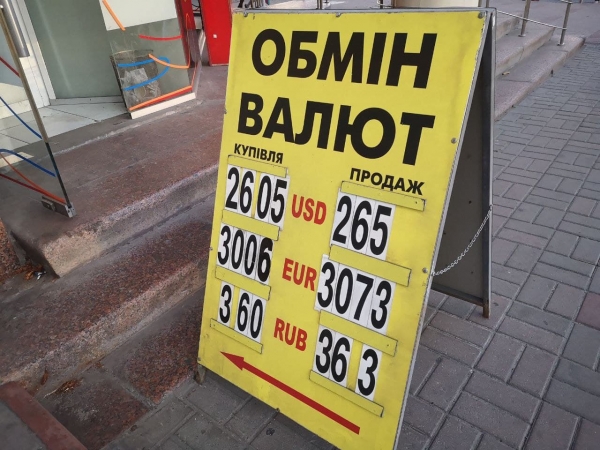 ОБМІН
ВАЛЮТ
КУПІВЛЯ ПРОДАЖ
26 05 USD 265
3006 EUR 3073
3 60 RUB 36 3